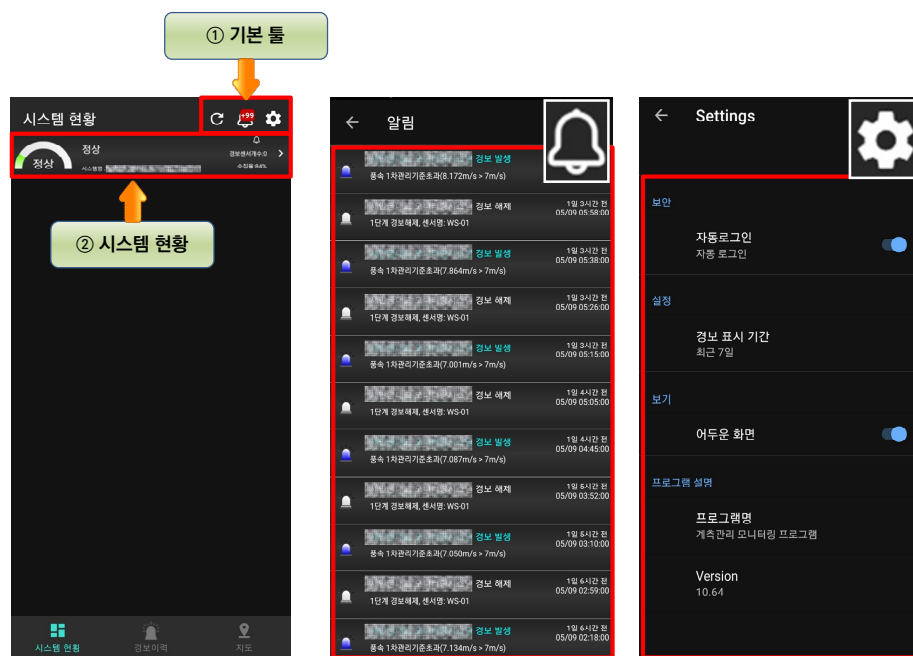 ① 기본 툴
시스템 현황
+99
정상
정상
시스템명
경보센서개수:0
수집률:84%
② 시스템 현황
시스템 현황
경보이력
지도
알림
경보 발생
풍속 1차관리기준초과(8.172m/s > 7m/s)
경보 해제
1일 3시간 전
1단계 경보해제, 센서명: WS-01
05/09 05:58:00
경보 발생
1일 3시간 전
풍속 1차관리기준초과(7.864m/s > 7m/s)
05/09 05:38:00
경보 해제
1일 3시간 전
1단계 경보해제, 센서명: WS-01
05/09 05:26:00
경보 발생
1일 3시간 전
풍속 1차관리기준초과(7.001m/s > 7m/s)
05/09 05:15:00
경보 해제
1일 4시간 전
1단계 경보해제, 센서명: WS-01
05/09 05:05:00
경보 발생
1일 4시간 전
풍속 1차관리기준초과(7.087m/s > 7m/s)
05/09 04:45:00
경보 해제
1일 5시간 전
1단계 경보해제, 센서명: WS-01
05/09 03:52:00
경보 발생
1일 5시간 전
풍속 1차관리기준초과(7.050m/s > 7m/s)
05/09 03:10:00
경보 해제
1일 6시간 전
1단계 경보해제, 센서명: WS-01
05/09 02:59:00
경보 발생
1일 6시간 전
풍속 1차관리기준초과(7.134m/s > 7m/s)
05/09 02:18:00
Settings
보안
자동로그인
자동 로그인
설정
경보 표시 기간
최근 7일
보기
어두운 화면
프로그램 설명
프로그램명
계측관리 모니터링 프로그램
Version
10.64